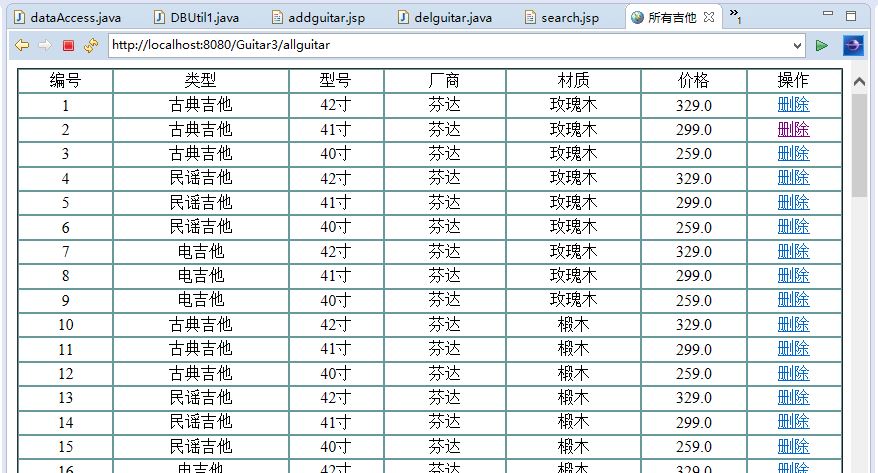 dataAccess.java DBUtil1.java addguitar.jsp delguitar.java search.jsp 所有吉他 »1
http://localhost:8080/Guitar3/allguitar
编号 类型 型号 厂商 材质 价格 操作
1 古典吉他 42寸 芬达 玫瑰木 329.0 删除
2 古典吉他 41寸 芬达 玫瑰木 299.0 删除
3 古典吉他 40寸 芬达 玫瑰木 259.0 删除
4 民谣吉他 42寸 芬达 玫瑰木 329.0 删除
5 民谣吉他 41寸 芬达 玫瑰木 299.0 删除
6 民谣吉他 40寸 芬达 玫瑰木 259.0 删除
7 电吉他 42寸 芬达 玫瑰木 329.0 删除
8 电吉他 41寸 芬达 玫瑰木 299.0 删除
9 电吉他 40寸 芬达 玫瑰木 259.0 删除
10 古典吉他 42寸 芬达 椴木 329.0 删除
11 古典吉他 41寸 芬达 椴木 299.0 删除
12 古典吉他 40寸 芬达 椴木 259.0 删除
13 民谣吉他 42寸 芬达 椴木 329.0 删除
14 民谣吉他 41寸 芬达 椴木 299.0 删除
15 民谣吉他 40寸 芬达 椴木 259.0 删除
16 电吉他 42寸 芬达 椴木 329.0 删除